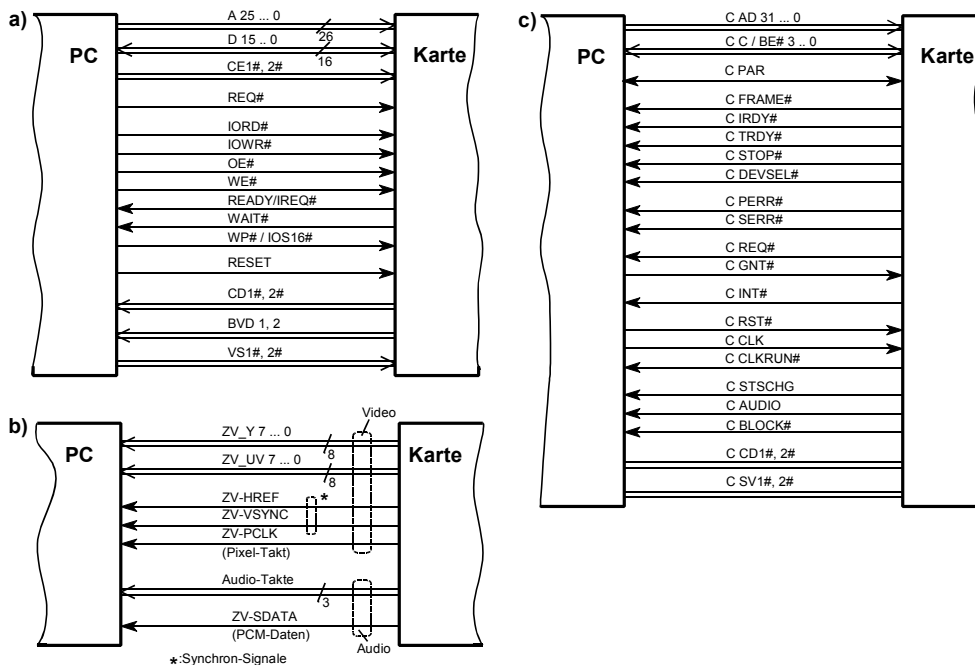 a)
PC
Karte
A 25 ... 0
26
D 15 .. 0
16
CE1#, 2#
REQ#
IORD#
IOWR#
OE#
WE#
READY/IREQ#
WAIT#
WP# / IOS16#
RESET
CD1#, 2#
BVD 1, 2
VS1#, 2#
b)
PC
Karte
Video
ZV_Y 7 ... 0
8
ZV_UV 7 ... 0
8
ZV-HREF
*
ZV-VSYNC
ZV-PCLK
(Pixel-Takt)
Audio-Takte
3
ZV-SDATA
(PCM-Daten)
Audio
*:Synchron-Signale
c)
PC
Karte
C AD 31 ... 0
C C / BE# 3 .. 0
C PAR
C FRAME#
C IRDY#
C TRDY#
C STOP#
C DEVSEL#
C PERR#
C SERR#
C REQ#
C GNT#
C INT#
C RST#
C CLK
C CLKRUN#
C STSCHG
C AUDIO
C BLOCK#
C CD1#, 2#
C SV1#, 2#